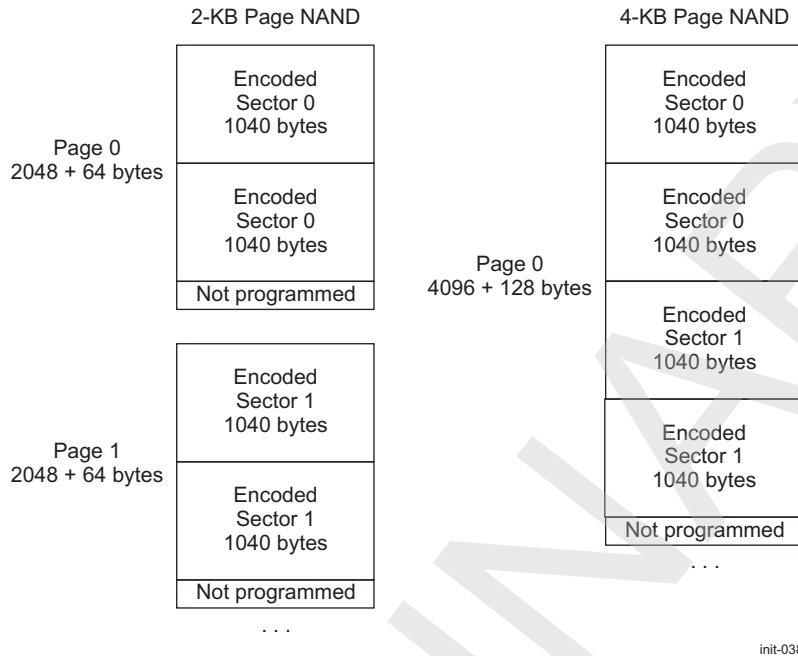 2-KB Page NAND
Encoded
Sector 0
1040 bytes
Page 0
2048 + 64 bytes
Encoded
Sector 0
1040 bytes
Not programmed
Encoded
Sector 1
1040 bytes
Page 1
2048 + 64 bytes
Encoded
Sector 1
1040 bytes
Not programmed
. . .
4-KB Page NAND
Encoded
Sector 0
1040 bytes
Encoded
Sector 0
1040 bytes
Page 0
4096 + 128 bytes
Encoded
Sector 1
1040 bytes
Encoded
Sector 1
1040 bytes
Not programmed
. . .
init-038